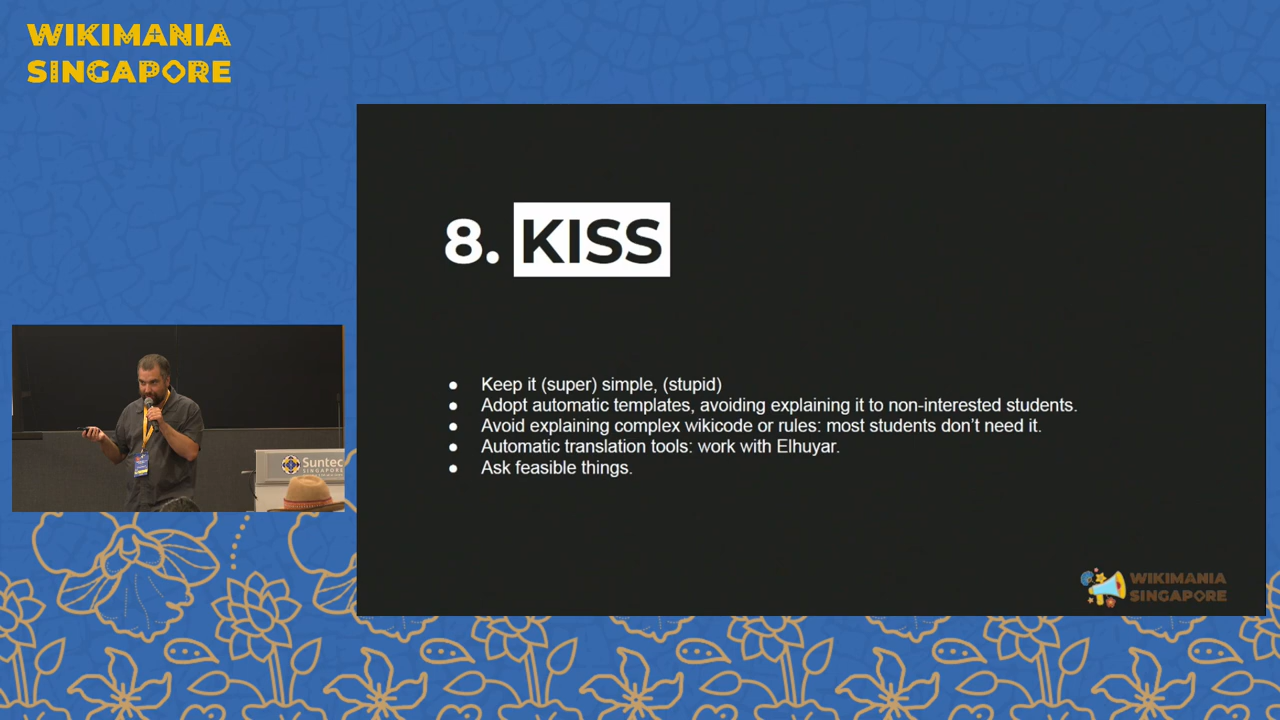 WIKIMANIA
SINGAPORE
8. KISS
● Keep it (super) simple, (stupid)
● Adopt automatic templates, avoiding explaining it to non-interested students.
● Avoid explaining complex wikicode or rules: most students don’t need it.
● Automatic translation tools: work with Elhuyar.
● Ask feasible things.
Suntec
SINGAPORE
WIKIMANIA
SINGAPORE